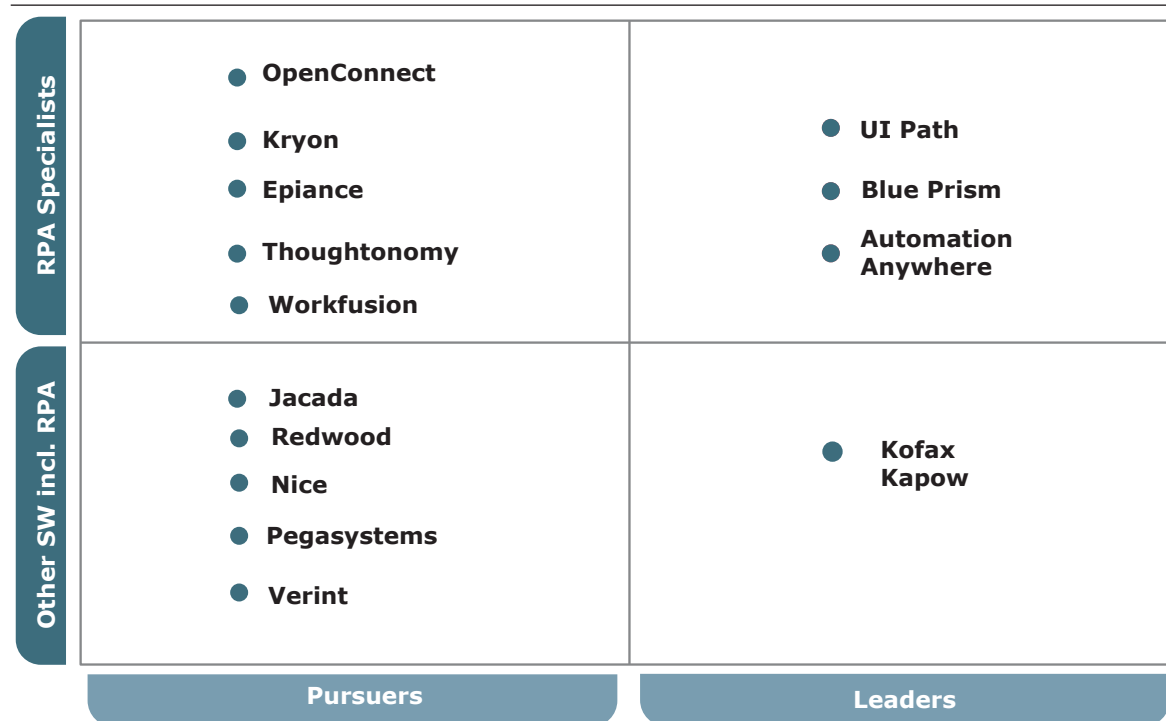 RPA Specialists
OpenConnect
Kryon
Epiance
Thoughtonomy
Workfusion
UI Path
Blue Prism
Automation
Anywhere
Other SW incl. RPA
Jacada
Redwood
Nice
Pegasystems
Verint
Kofax
Kapow
Pursuers
Leaders